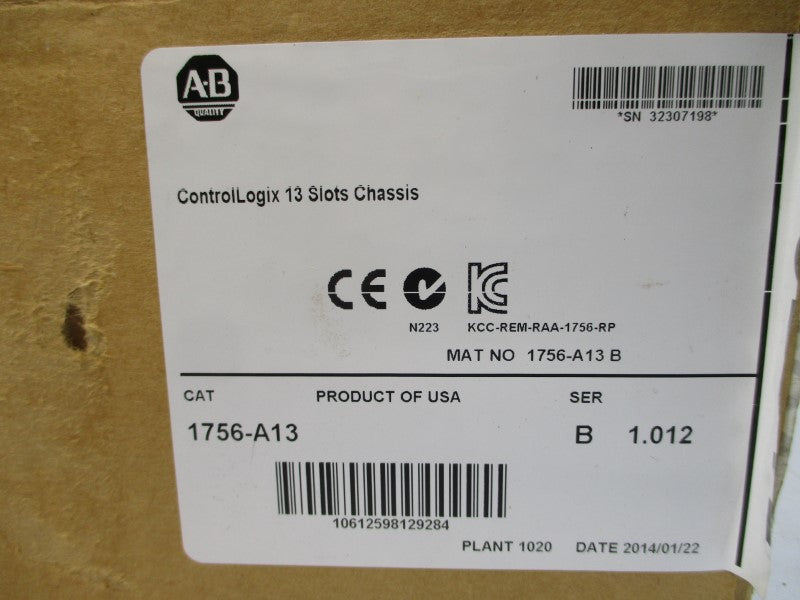 A-B
QUALITY
*SN 32307198*
ControlLogix 13 Slots Chassis
CE
KC
N223 KCC-REM-RAA-1756-RP
MAT NO 1756-A13 B
CAT PRODUCT OF USA SER
1756-A13 B 1.012
10612598129284
PLANT 1020 DATE 2014/01/22